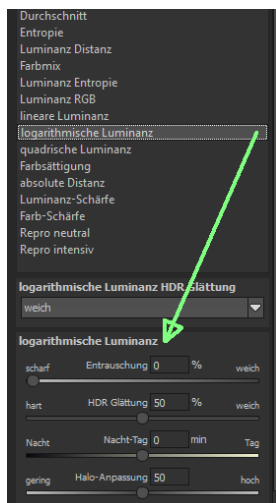 Durchschnitt
Entropie
Luminanz Distanz
Farbmix
Luminanz Entropie
Luminanz RGB
lineare Luminanz
logarithmische Luminanz
quadrische Luminanz
Farbsättigung
absolute Distanz
Luminanz-Schärfe
Farb-Schärfe
Repro neutral
Repro intensiv
logarithmische Luminanz HDR Glättung
weich
logarithmische Luminanz
scharf Entrauschung 0 % weich
hart HDR Glättung 50 % weich
Nacht Nacht-Tag 0 min Tag
gering Halo-Anpassung 50 hoch